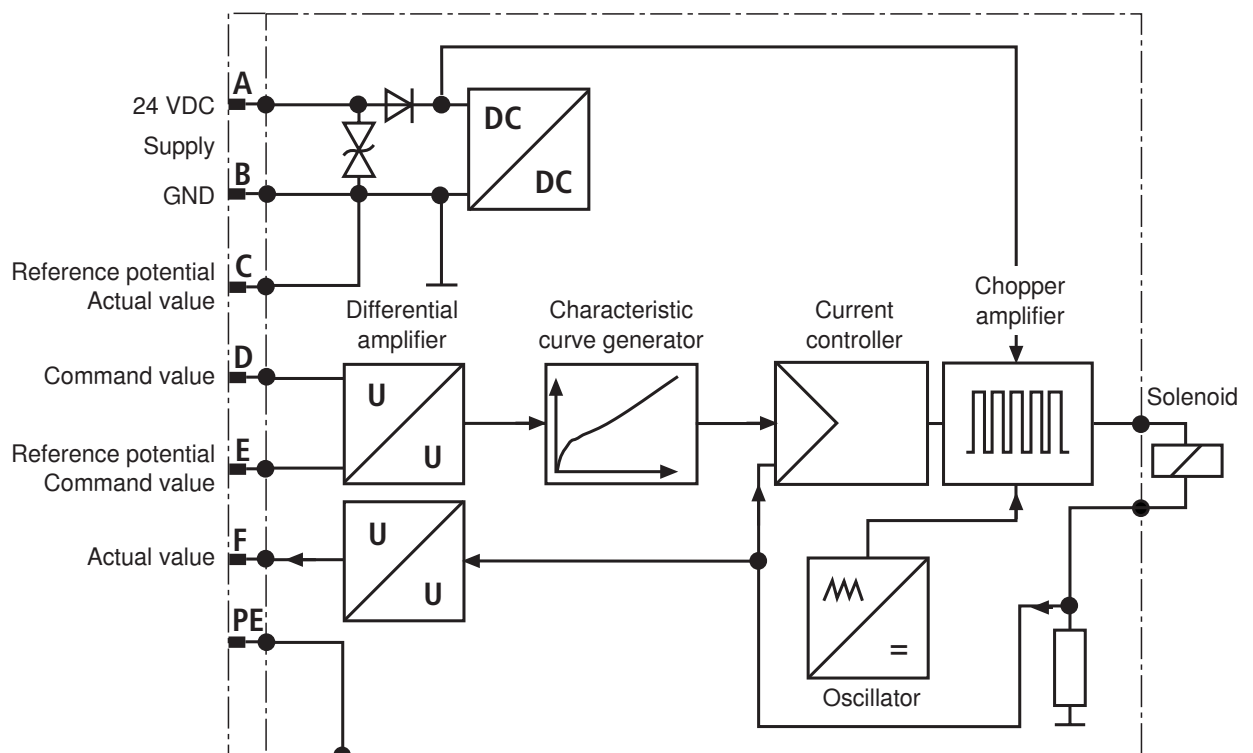 A
24 VDC
Supply
B
GND
DC
DC
C
Reference potential
Actual value
Differential
amplifier
Characteristic
curve generator
Current
controller
Chopper
amplifier
D
Command value
U
U
E
Reference potential
Command value
Solenoid
F
Actual value
U
U
PE
=
Oscillator